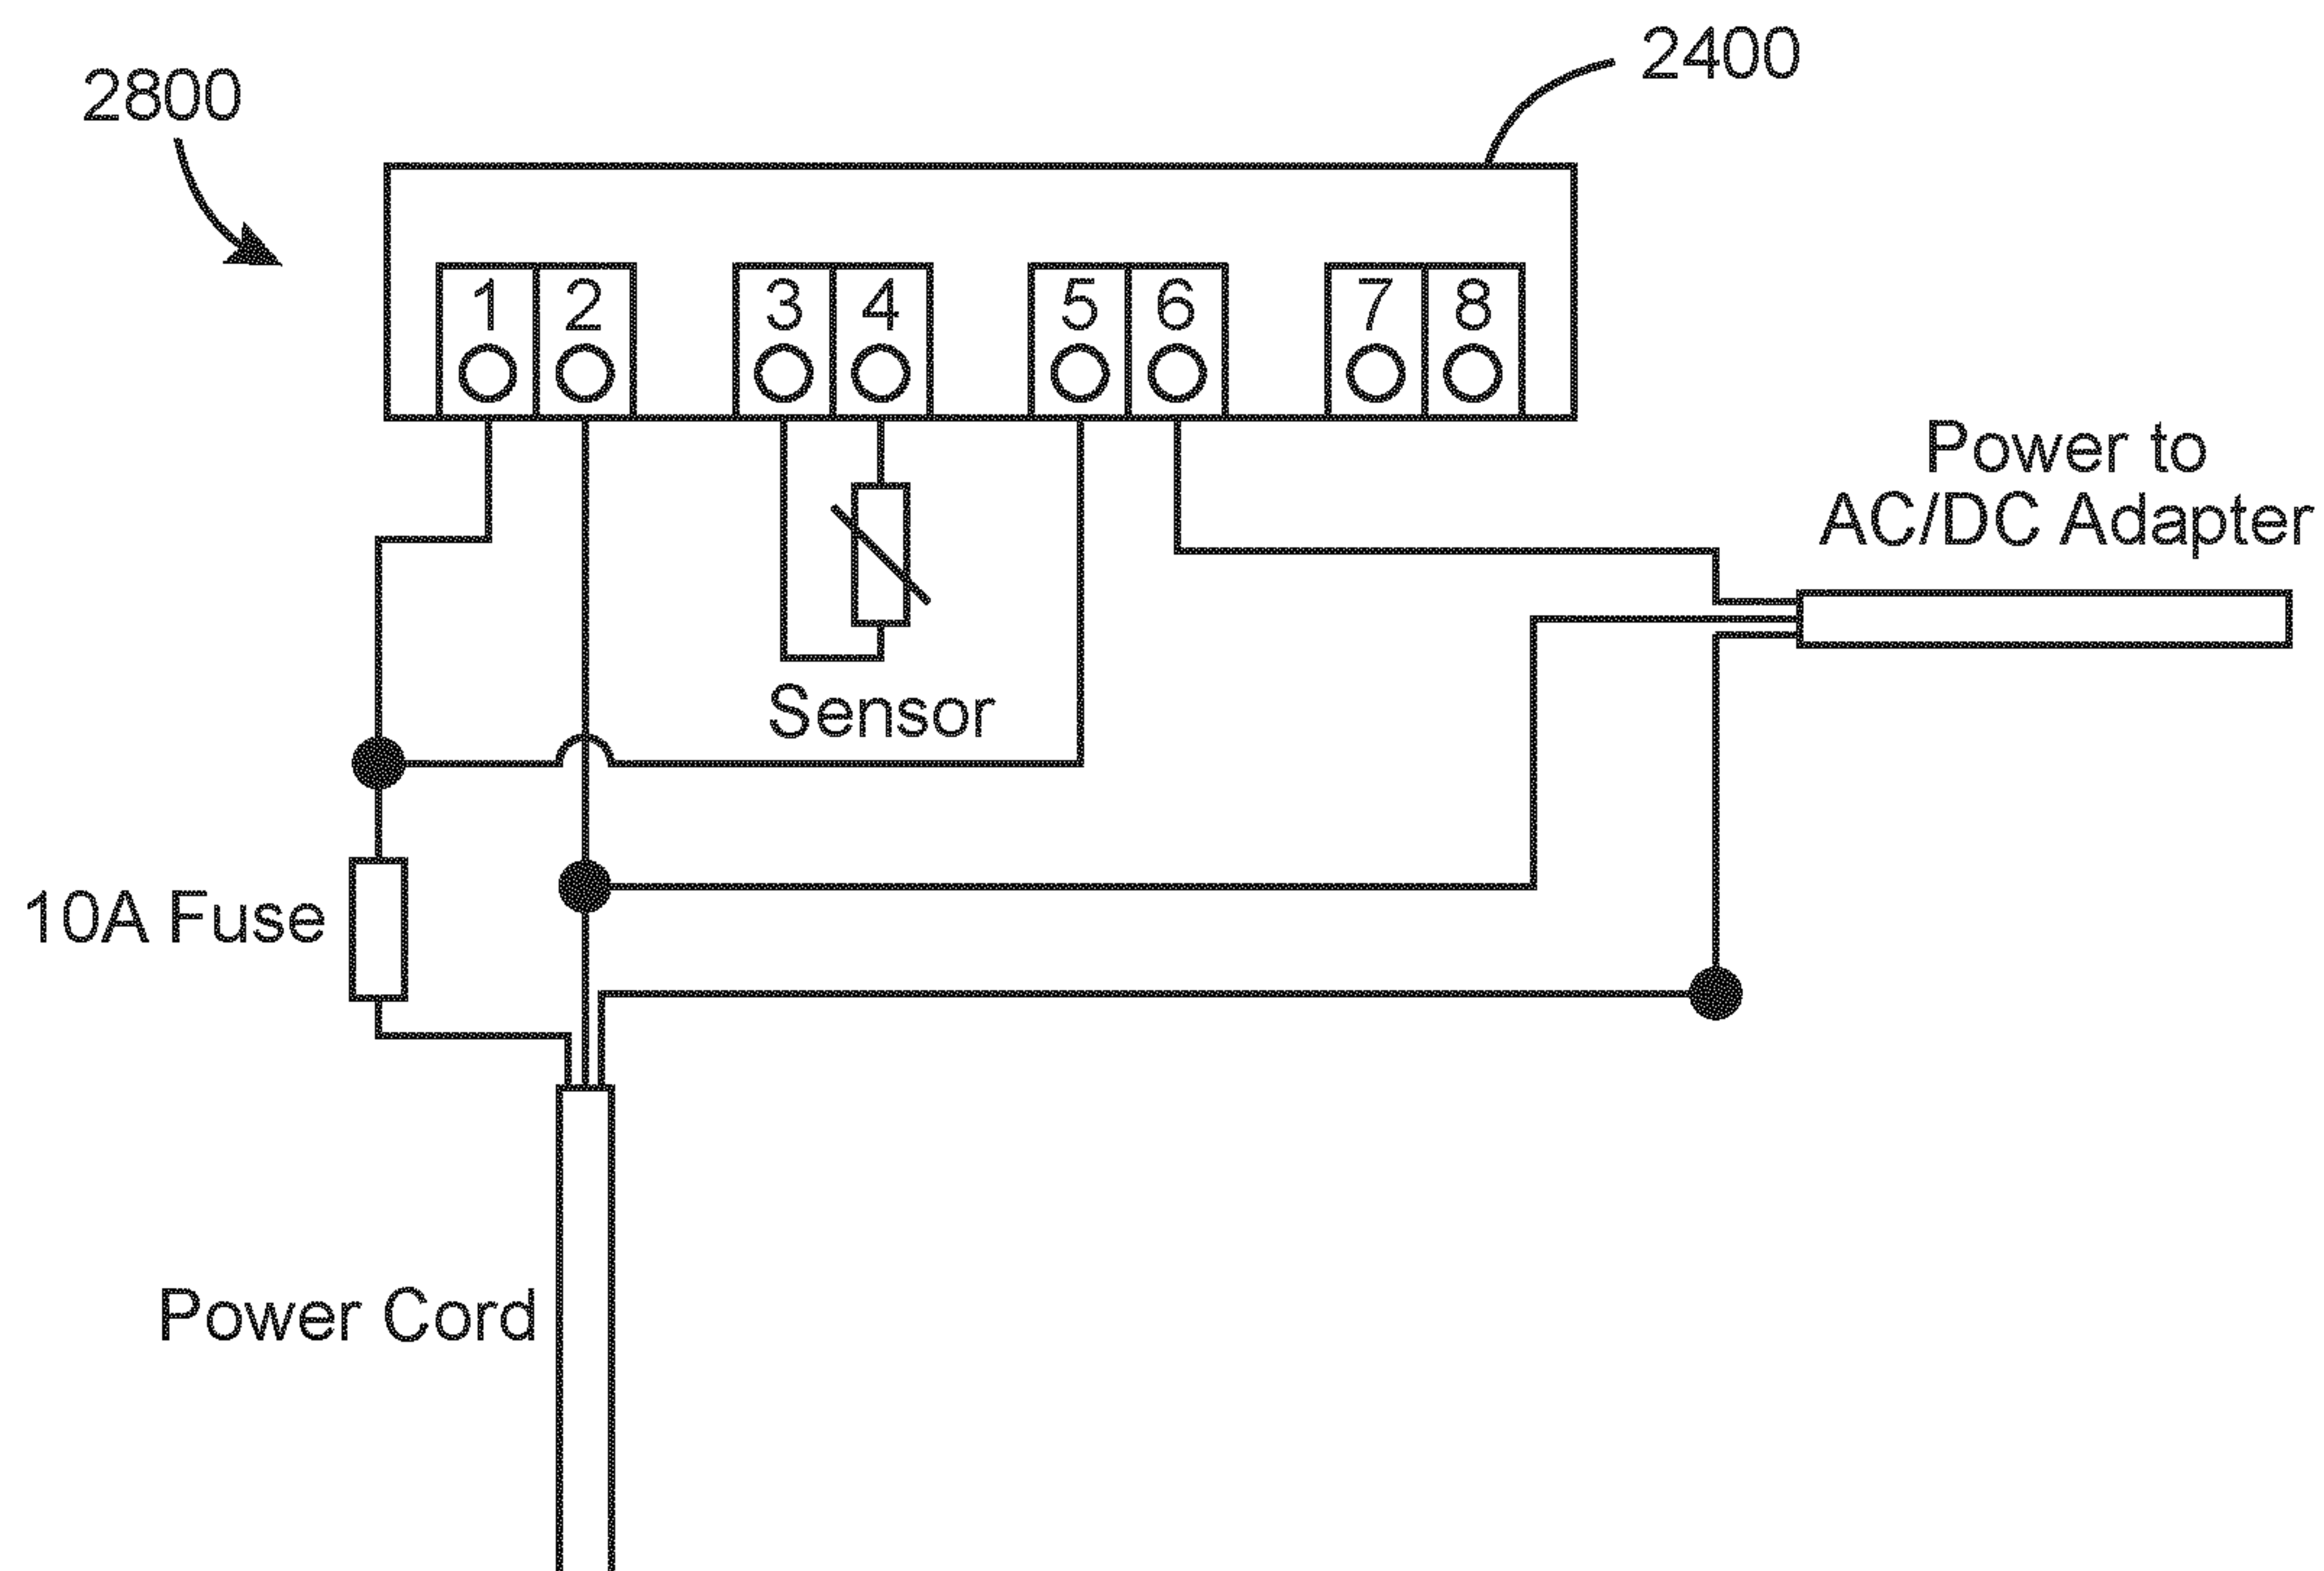 2800
2400
1 2 3 4 5 6 7 8
Power to
AC/DC Adapter
Sensor
10A Fuse
Power Cord